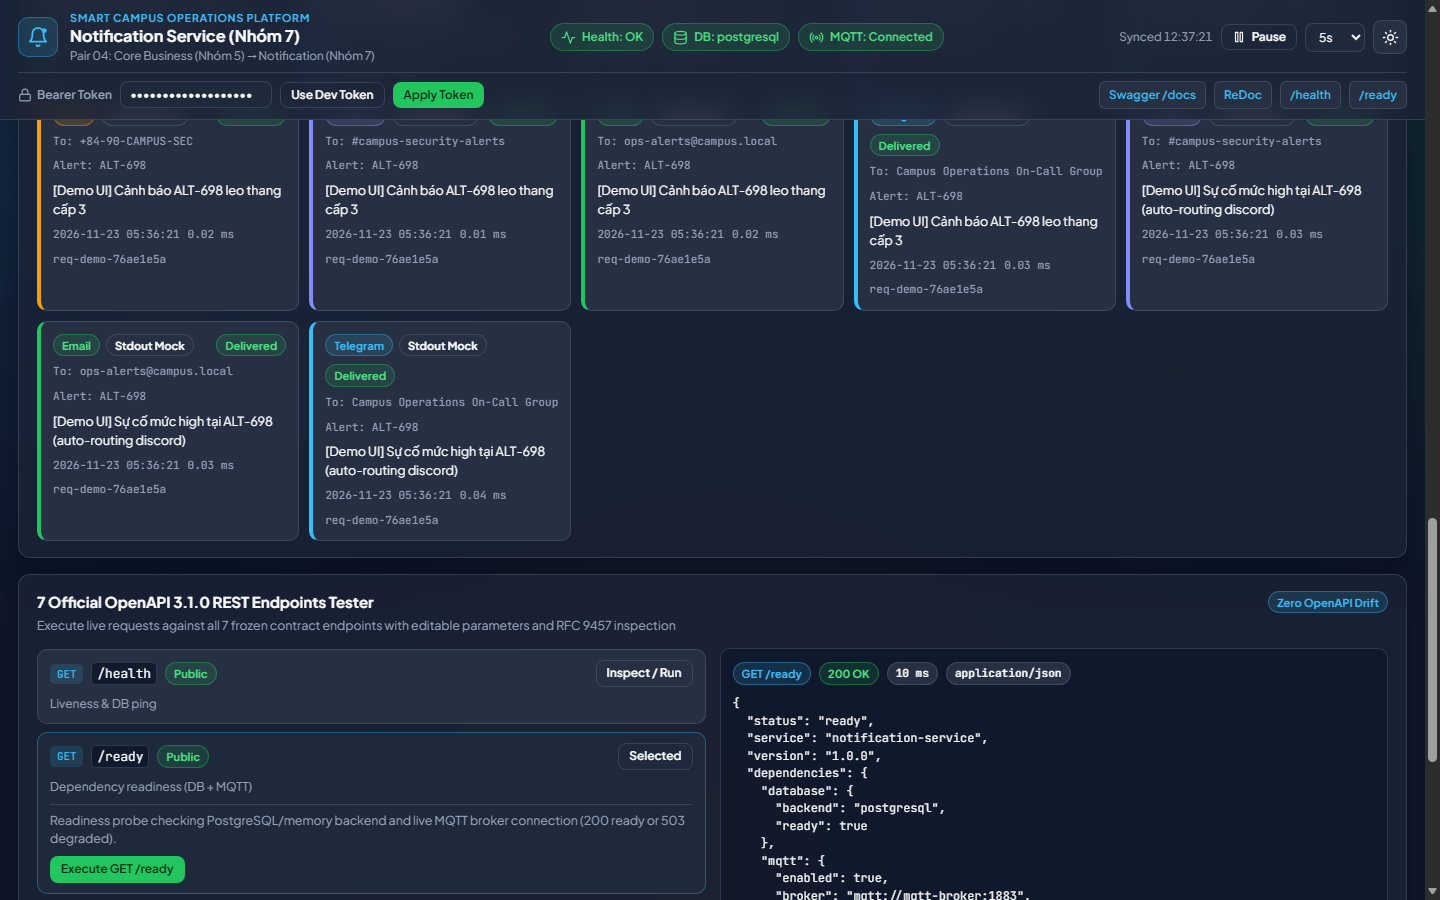 SMART CAMPUS OPERATIONS PLATFORM
Notification Service (Nhóm 7)
Pair 04: Core Business (Nhóm 5) → Notification (Nhóm 7)
Health: OK
DB: postgresql
MQTT: Connected
Synced 12:37:21
Pause
5s
Bearer Token
•••••••••••••••••••
Use Dev Token
Apply Token
Swagger /docs
ReDoc
/health
/ready
To: +84-90-CAMPUS-SEC
Alert: ALT-698
[Demo UI] Cảnh báo ALT-698 leo thang
cấp 3
2026-11-23 05:36:21 0.02 ms
req-demo-76ae1e5a
To: #campus-security-alerts
Alert: ALT-698
[Demo UI] Cảnh báo ALT-698 leo thang
cấp 3
2026-11-23 05:36:21 0.01 ms
req-demo-76ae1e5a
To: ops-alerts@campus.local
Alert: ALT-698
[Demo UI] Cảnh báo ALT-698 leo thang
cấp 3
2026-11-23 05:36:21 0.02 ms
req-demo-76ae1e5a
Delivered
To: Campus Operations On-Call Group
Alert: ALT-698
[Demo UI] Cảnh báo ALT-698 leo thang
cấp 3
2026-11-23 05:36:21 0.03 ms
req-demo-76ae1e5a
To: #campus-security-alerts
Alert: ALT-698
[Demo UI] Sự cố mức high tại ALT-698
(auto-routing discord)
2026-11-23 05:36:21 0.03 ms
req-demo-76ae1e5a
Email
Stdout Mock
Delivered
To: ops-alerts@campus.local
Alert: ALT-698
[Demo UI] Sự cố mức high tại ALT-698
(auto-routing discord)
2026-11-23 05:36:21 0.03 ms
req-demo-76ae1e5a
Telegram
Stdout Mock
Delivered
To: Campus Operations On-Call Group
Alert: ALT-698
[Demo UI] Sự cố mức high tại ALT-698
(auto-routing discord)
2026-11-23 05:36:21 0.04 ms
req-demo-76ae1e5a
7 Official OpenAPI 3.1.0 REST Endpoints Tester
Execute live requests against all 7 frozen contract endpoints with editable parameters and RFC 9457 inspection
Zero OpenAPI Drift
GET
/health
Public
Inspect / Run
Liveness & DB ping
GET
/ready
Public
Selected
Dependency readiness (DB + MQTT)
Readiness probe checking PostgreSQL/memory backend and live MQTT broker connection (200 ready or 503
degraded).
Execute GET /ready
GET /ready
200 OK
10 ms
application/json
{
"status": "ready",
"service": "notification-service",
"version": "1.0.0",
"dependencies": {
"database": {
"backend": "postgresql",
"ready": true
},
"mqtt": {
"enabled": true,
"broker": "mqtt://mqtt-broker:1883",